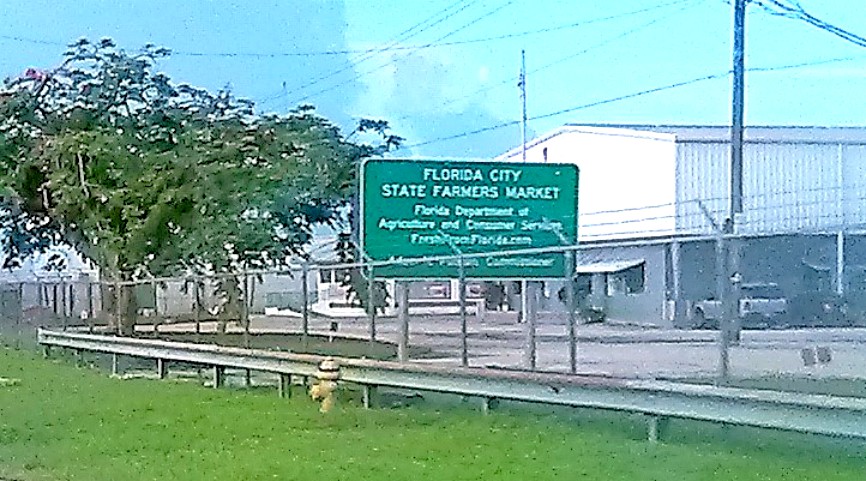 FLORIDA CITY
STATE FARMERS MARKET
Florida Department of
Agriculture and Consumer Services
FreshFromFlorida.com
Commissioner